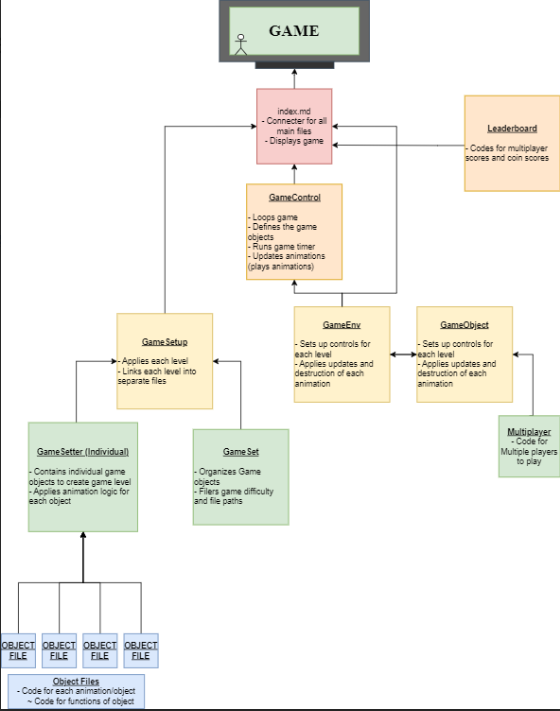 GAME
index.md
- Connecter for all
main files
- Displays game
Leaderboard
- Codes for multiplayer
scores and coin scores
GameControl
- Loops game
- Defines the game
objects
- Runs game timer
- Updates animations
(plays animations)
GameSetup
- Applies each level
- Links each level into
separate files
GameEnv
- Sets up controls for
each level
- Applies updates and
destruction of each
animation
GameObject
- Sets up controls for
each level
- Applies updates and
destruction of each
animation
Multiplayer
- Code for
Multiple players
to play
GameSetter (Individual)
- Contains individual game
objects to create game level
- Applies animation logic for
each object
GameSet
- Organizes Game
objects
- Filers game difficulty
and file paths
OBJECT
FILE
OBJECT
FILE
OBJECT
FILE
OBJECT
FILE
Object Files
- Code for each animation/object
~ Code for functions of object